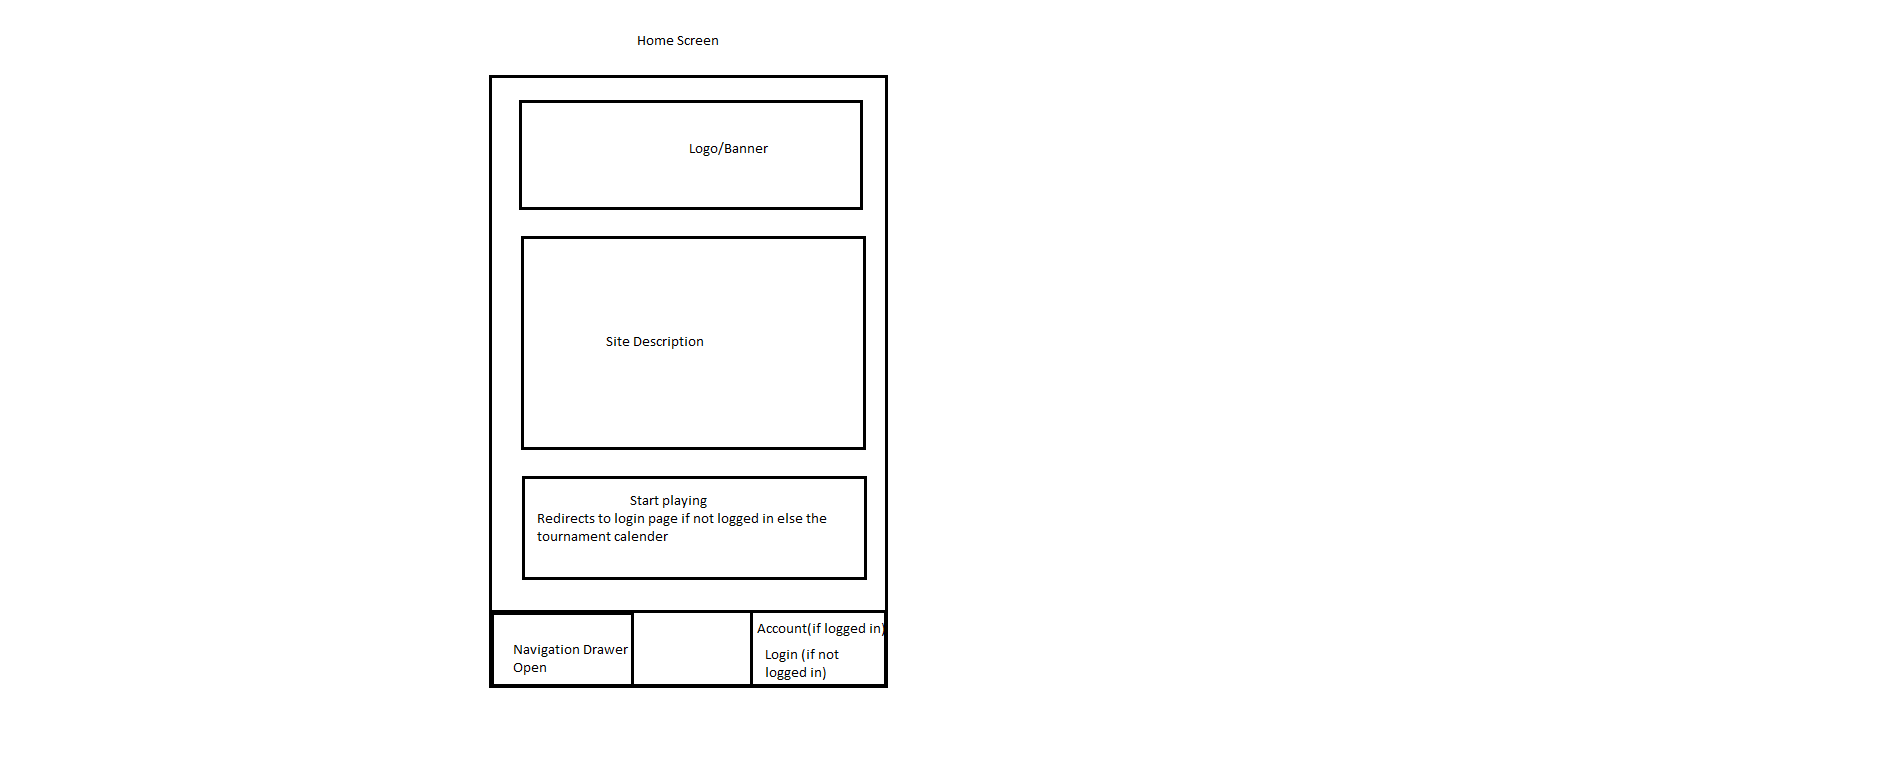 Home Screen
Logo/Banner
Site Description
Start playing
Redirects to login page if not logged in else the
tournament calender
Navigation Drawer
Open
Account(if logged in)
Login (if not
logged in)